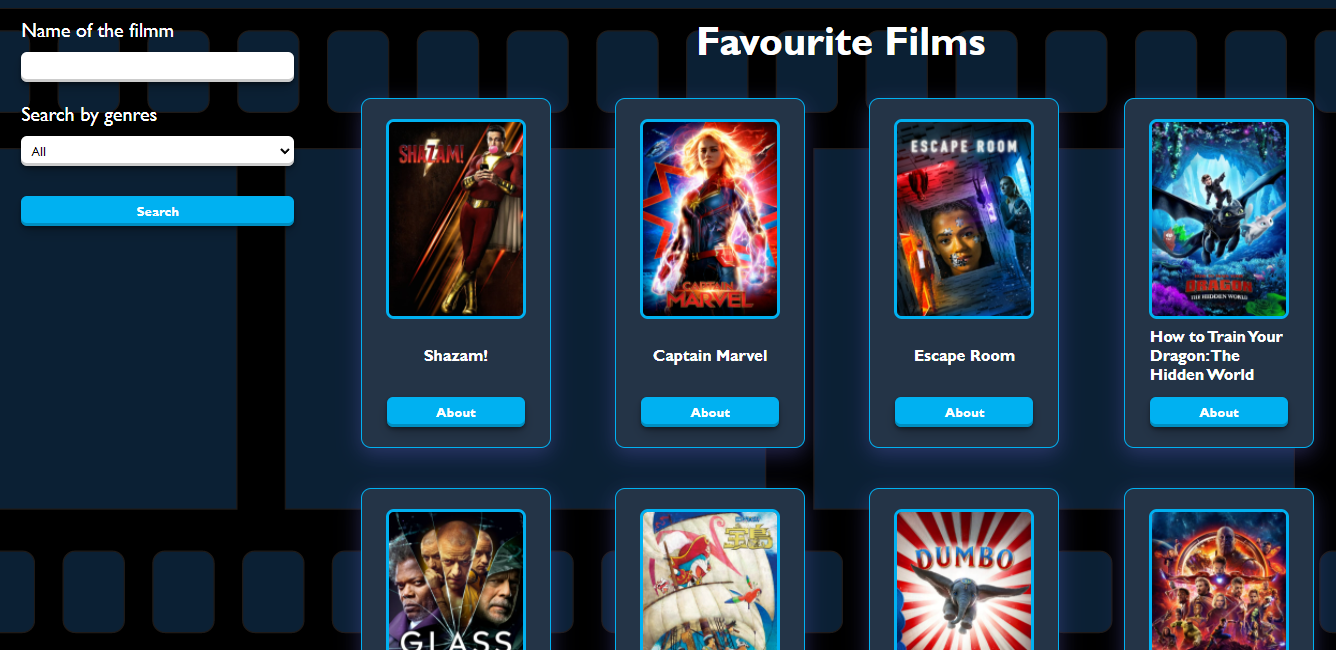 Name of the filmm
Search by genres
All
Search
Favourite Films
SHAZAM!
Shazam!
About
CAPTAIN
MARVEL
Captain Marvel
About
ESCAPE ROOM
Escape Room
About
DRAGON
THE HIDDEN WORLD
How to Train Your
Dragon: The
Hidden World
About
GLASS
宝島
DUMBO